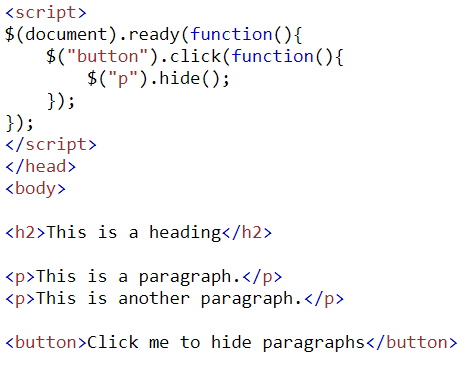 <script>
$(document).ready(function(){
    $("button").click(function(){
        $("p").hide();
    });
});
</script>
</head>
<body>
<h2>This is a heading</h2>
<p>This is a paragraph.</p>
<p>This is another paragraph.</p>
<button>Click me to hide paragraphs</button>